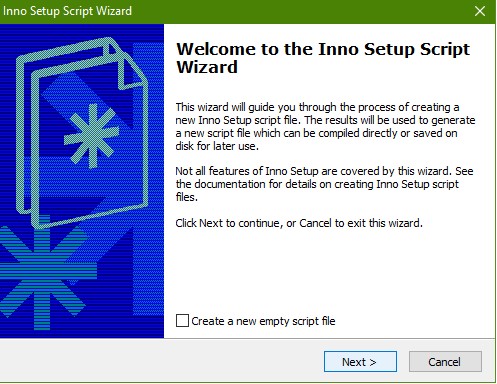 Inno Setup Script Wizard
Welcome to the Inno Setup Script
Wizard
This wizard will guide you through the process of creating a
new Inno Setup script file. The results will be used to generate
a new script file which can be compiled directly or saved on
disk for later use.
Not all features of Inno Setup are covered by this wizard. See
the documentation for details on creating Inno Setup script
files.
Click Next to continue, or Cancel to exit this wizard.
Create a new empty script file
Next >
Cancel